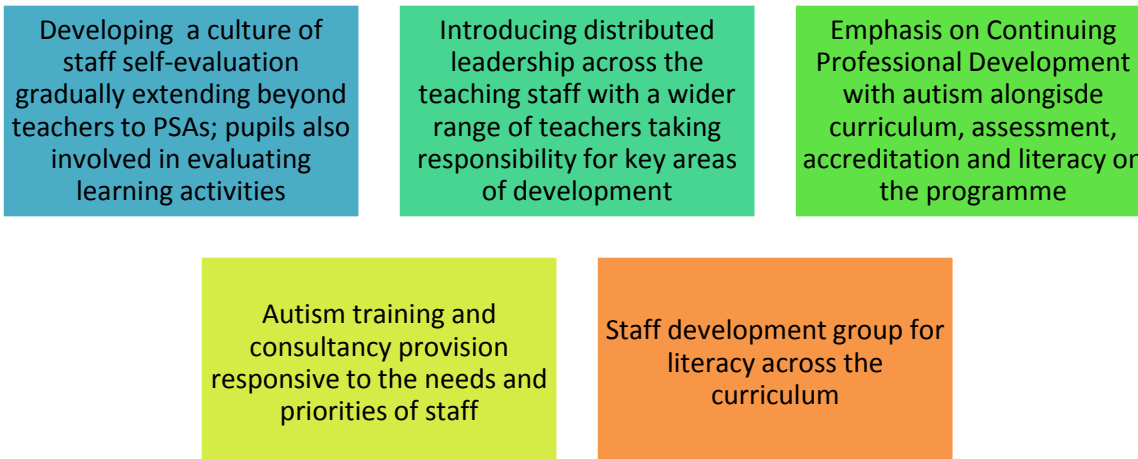 Developing  a culture of
staff self-evaluation
gradually extending beyond
teachers to PSAs; pupils also
involved in evaluating
learning activities
Introducing distributed
leadership across the
teaching staff with a wider
range of teachers taking
responsibility for key areas
of development
Emphasis on Continuing
Professional Development
with autism alongisde
curriculum, assessment,
accreditation and literacy on
the programme
Autism training and
consultancy provision
responsive to the needs and
priorities of staff
Staff development group for
literacy across the
curriculum